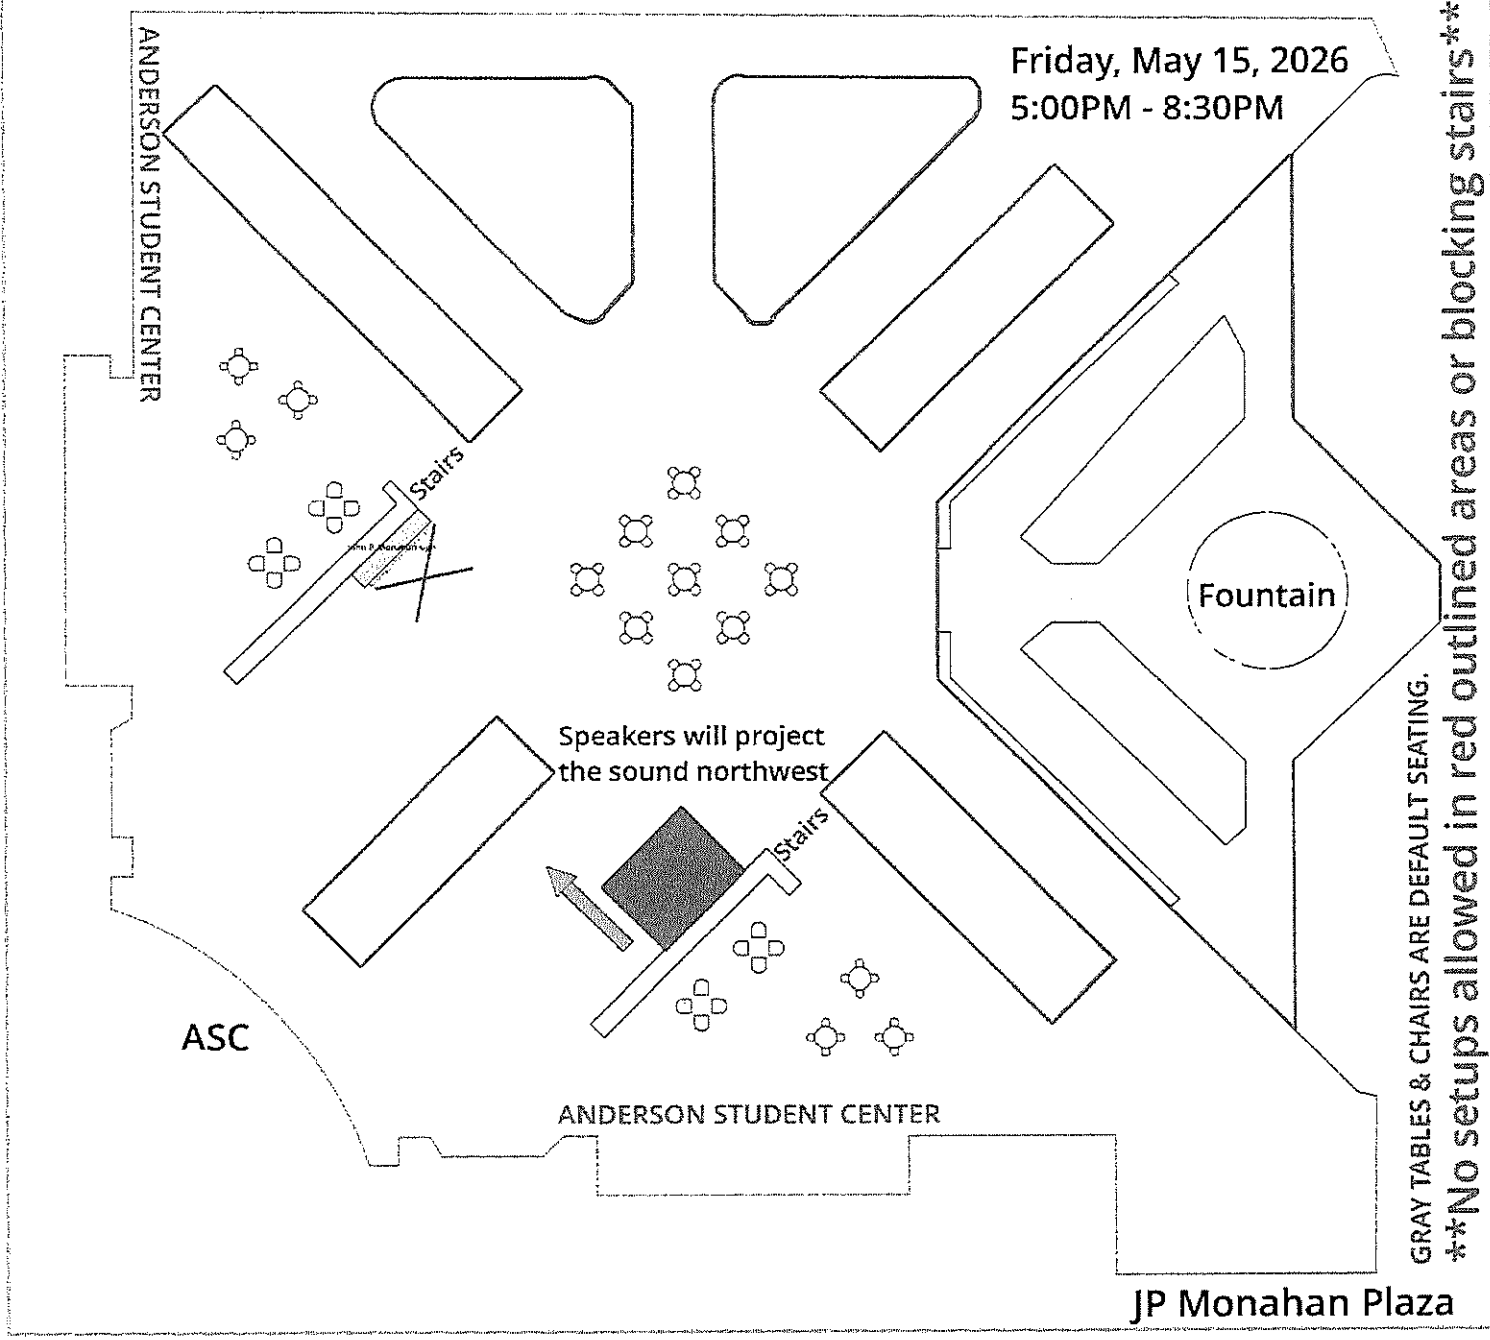 Friday, May 15, 2026
5:00PM - 8:30PM
ANDERSON STUDENT CENTER
Stairs
Speakers will project
the sound northwest
Stairs
Fountain
ASC
ANDERSON STUDENT CENTER
GRAY TABLES & CHAIRS ARE DEFAULT SEATING.
**No setups allowed in red outlined areas or blocking stairs**
JP Monahan Plaza